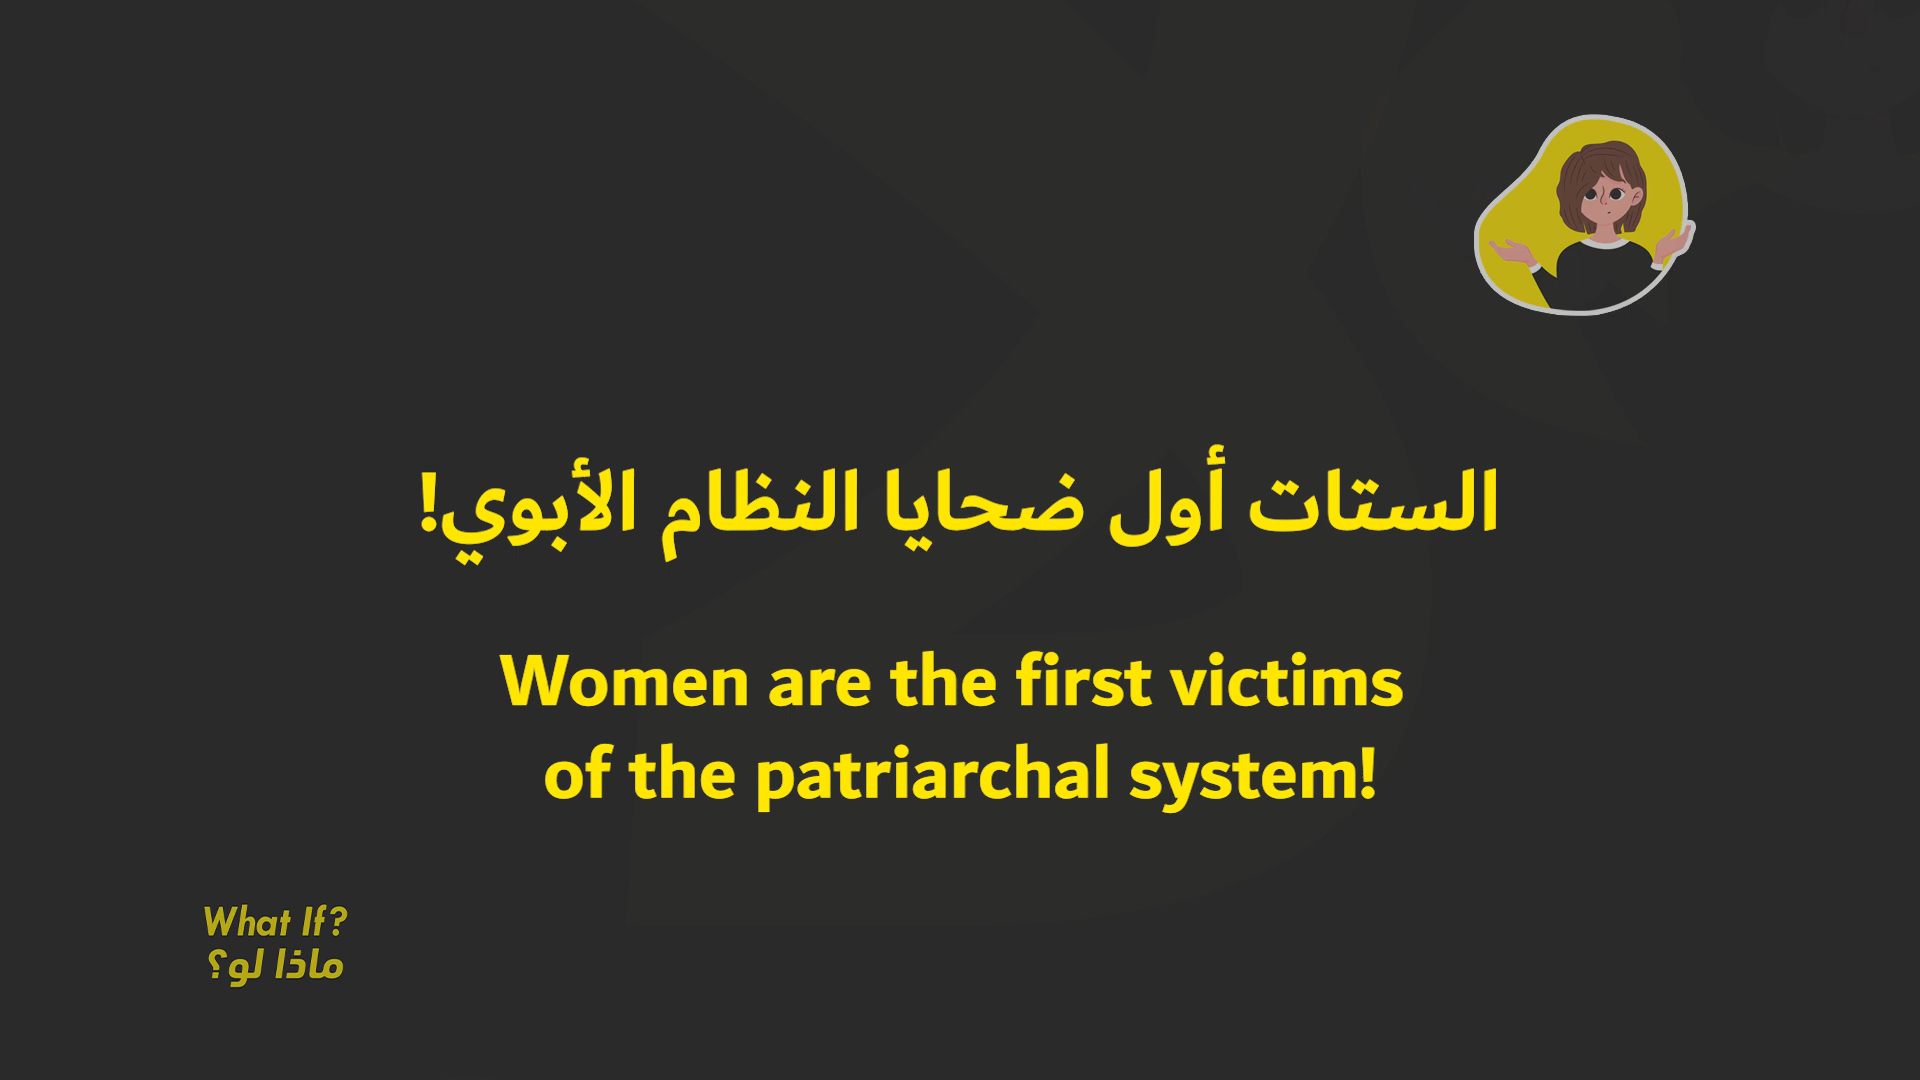 الستات أول ضحايا النظام الأبوي!
Women are the first victims
of the patriarchal system!
What If?
ماذا لو؟